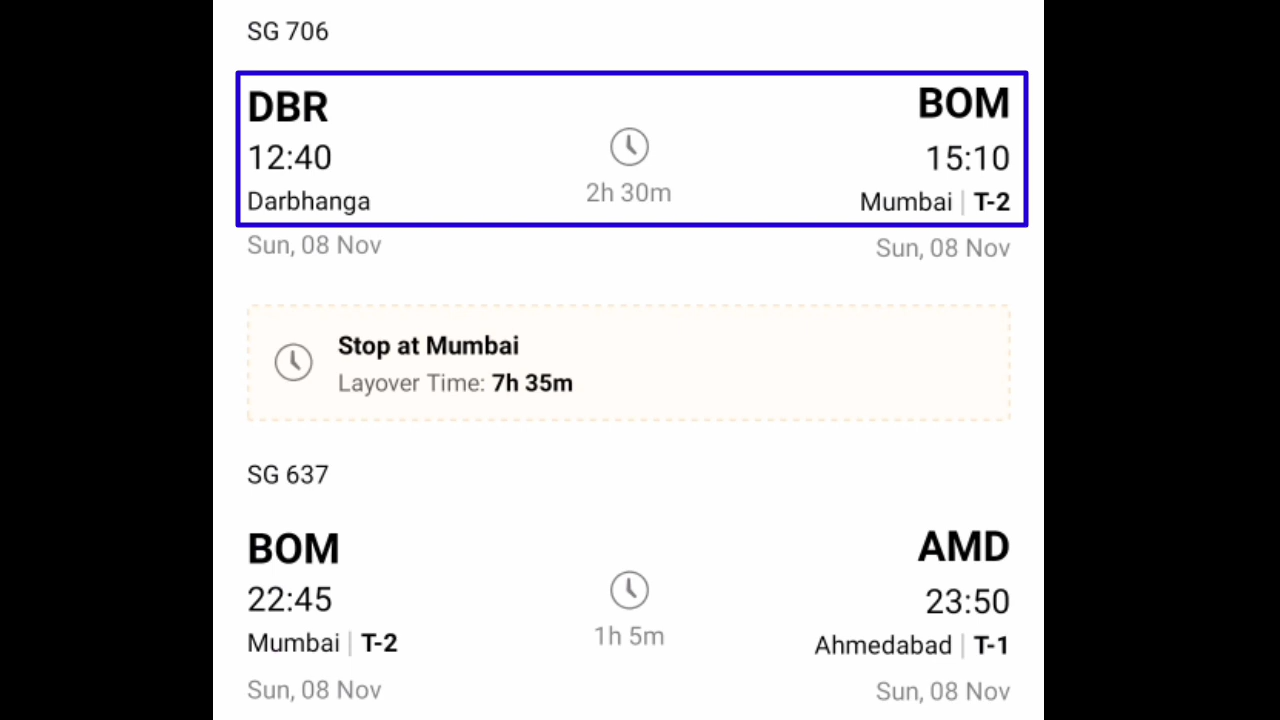 SG 706
DBR BOM
12:40 15:10
2h 30m
Darbhanga Mumbai | T-2
Sun, 08 Nov Sun, 08 Nov
Stop at Mumbai
Layover Time: 7h 35m
SG 637
BOM AMD
22:45 23:50
1h 5m
Mumbai | T-2 Ahmedabad | T-1
Sun, 08 Nov Sun, 08 Nov